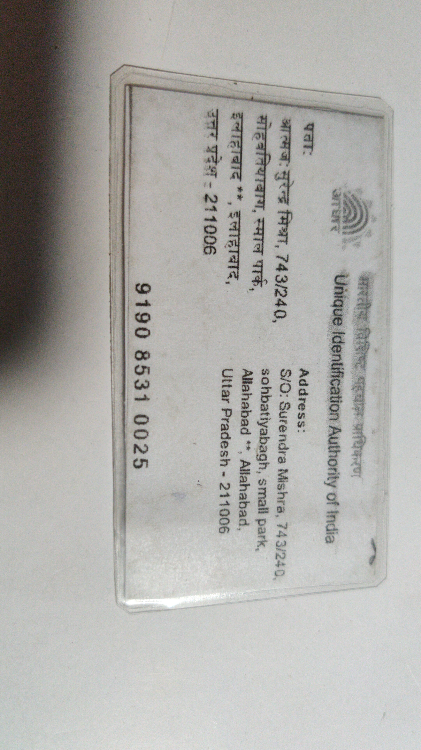 आधार
भारतीय विशिष्ट पहचान प्राधिकरण
Unique Identification Authority of India
पता:
आत्मज: सुरेन्द्र मिश्रा, 743/240,
सोहबतियाबाग, स्माल पार्क,
इलाहाबाद **, इलाहाबाद,
उत्तर प्रदेश - 211006
Address:
S/O: Surendra Mishra, 743/240,
sohbatiyabagh, small park,
Allahabad **, Allahabad,
Uttar Pradesh - 211006
9190 8531 0025